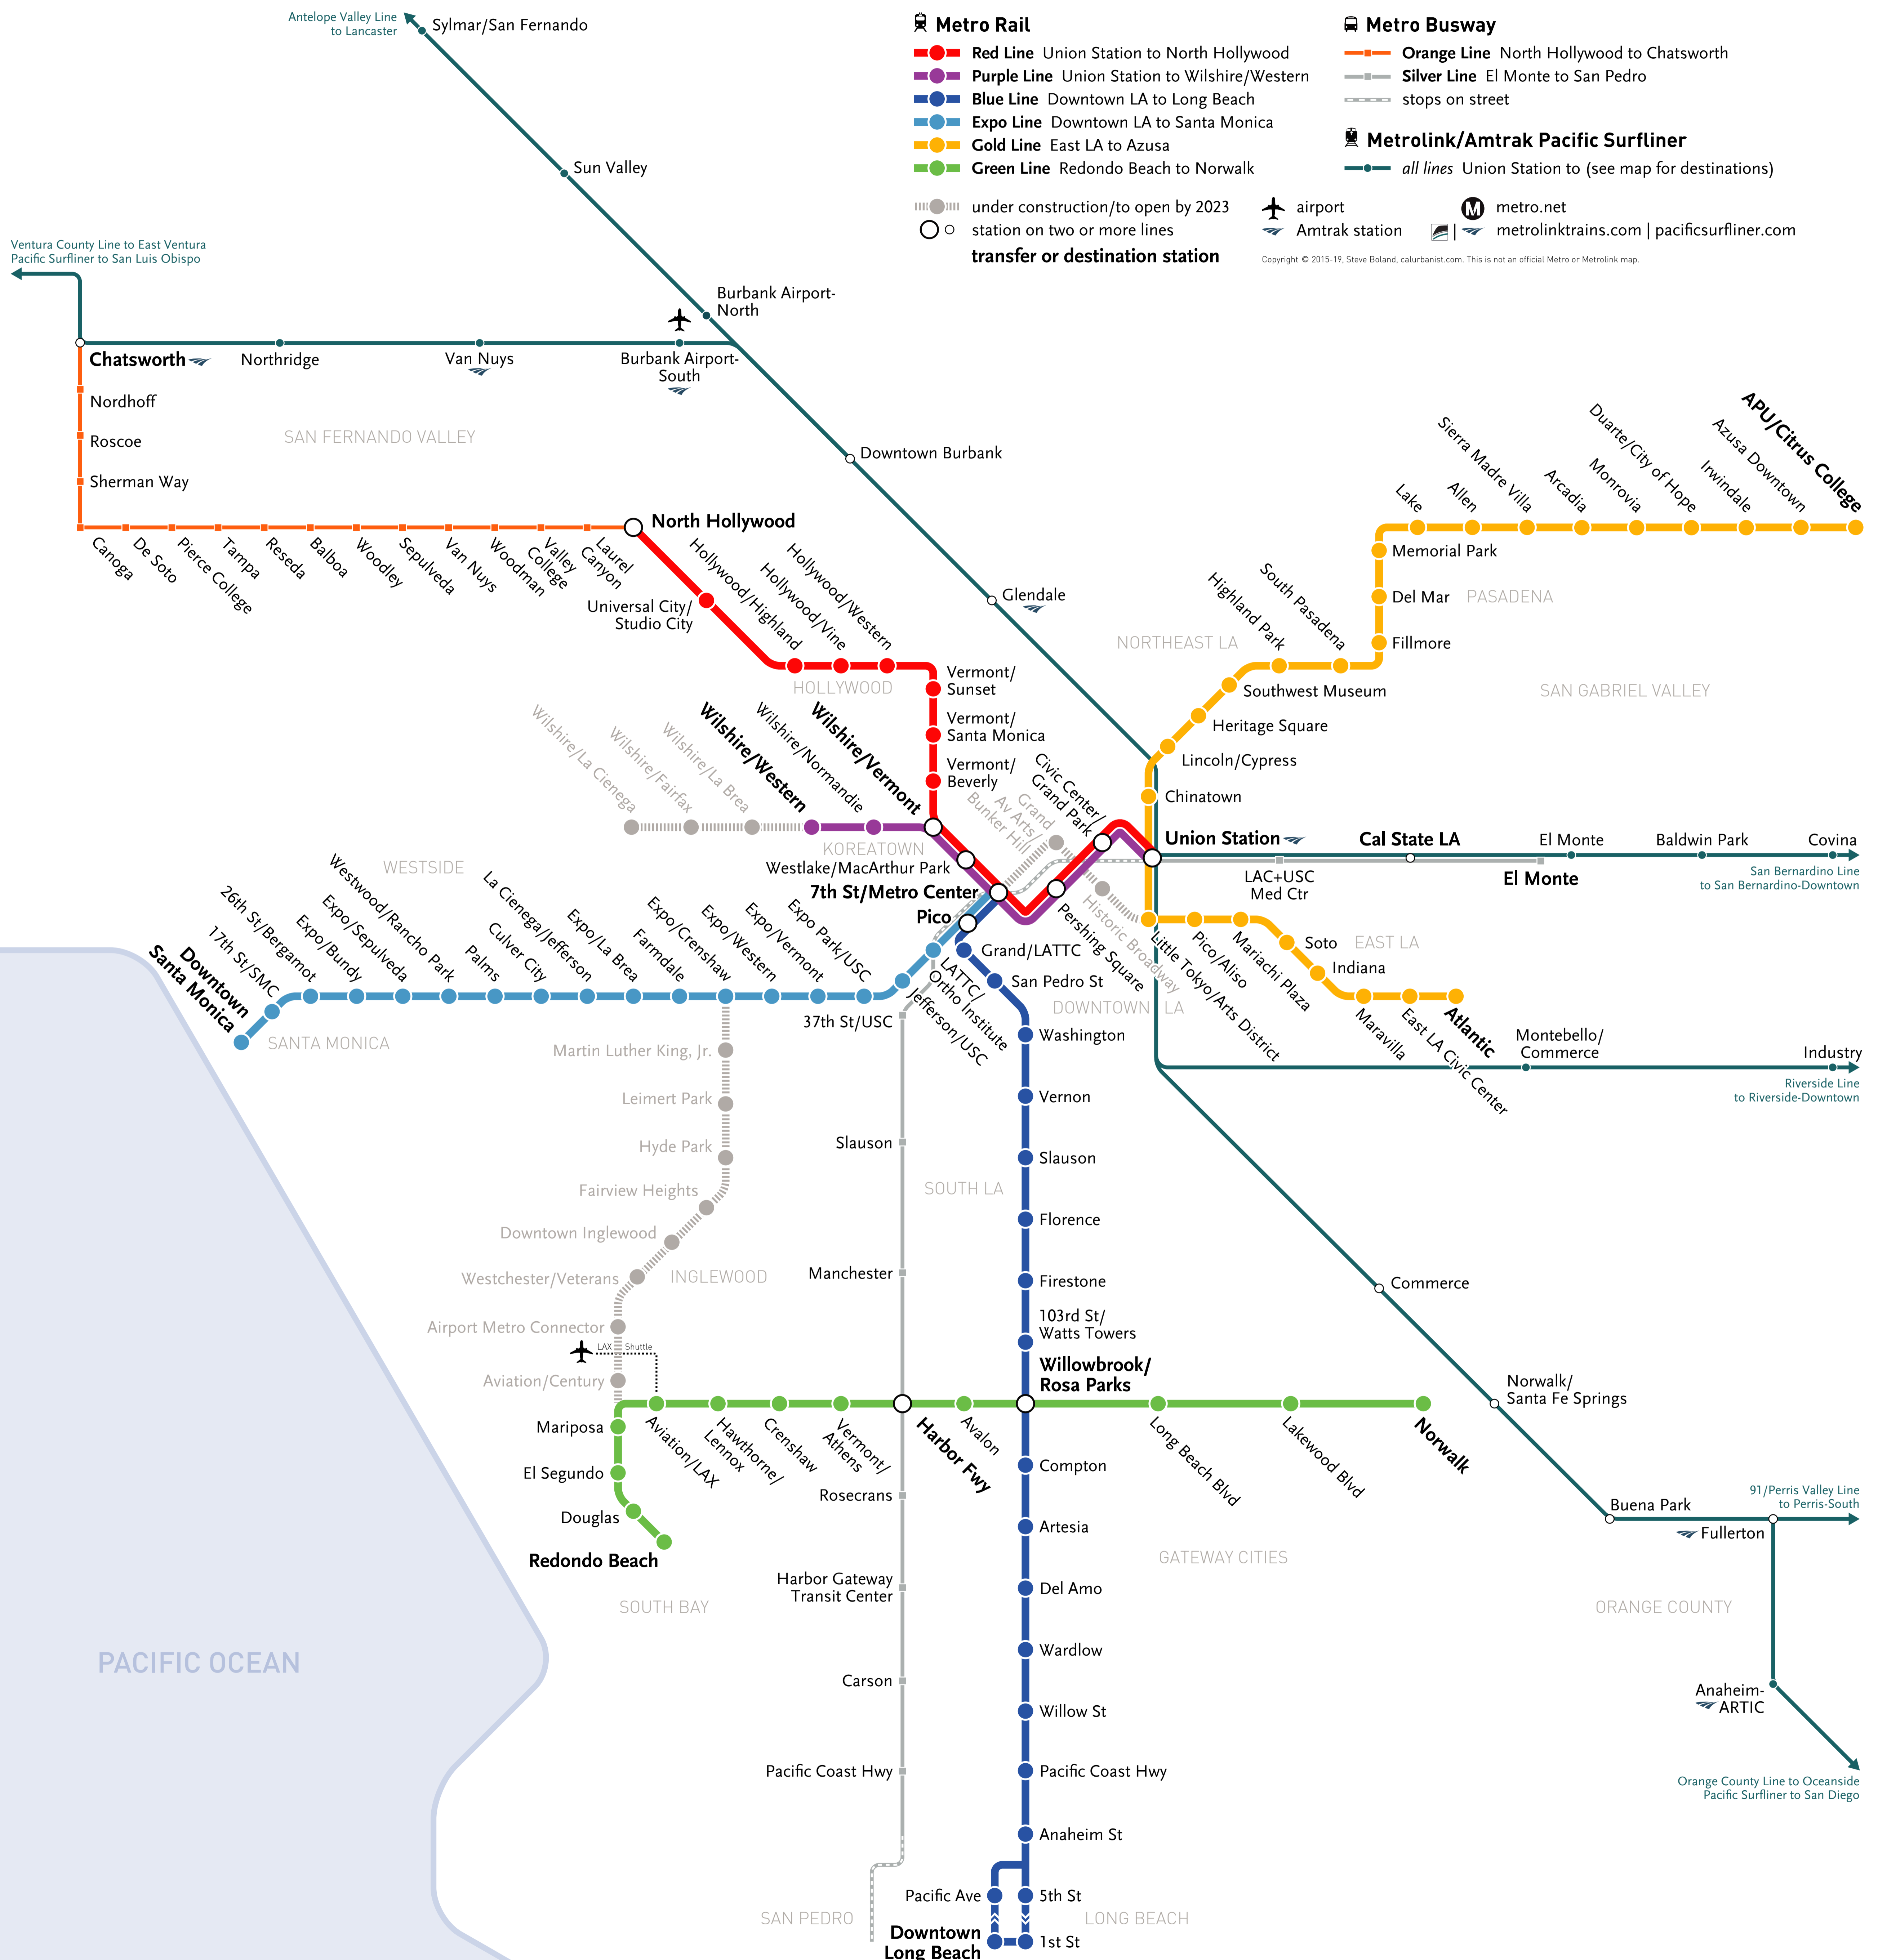 Antelope Valley Line
to Lancaster
Sylmar/San Fernando
Sun Valley
Metro Rail
Red Line Union Station to North Hollywood
Purple Line Union Station to Wilshire/Western
Blue Line Downtown LA to Long Beach
Expo Line Downtown LA to Santa Monica
Gold Line East LA to Azusa
Green Line Redondo Beach to Norwalk
under construction/to open by 2023
station on two or more lines
transfer or destination station
Metro Busway
Orange Line North Hollywood to Chatsworth
Silver Line El Monte to San Pedro
stops on street
Metrolink/Amtrak Pacific Surfliner
all lines Union Station to (see map for destinations)
airport
Amtrak station
M
metro.net
metrolinktrains.com | pacificsurfliner.com
Copyright © 2015-19, Steve Boland, calurbanist.com. This is not an official Metro or Metrolink map.
Ventura County Line to East Ventura
Pacific Surfliner to San Luis Obispo
Burbank Airport-
North
Chatsworth
Northridge
Van Nuys
Burbank Airport-
South
Nordhoff
Roscoe
Sherman Way
SAN FERNANDO VALLEY
Downtown Burbank
Glendale
Canoga
De Soto
Pierce College
Tampa
Reseda
Balboa
Woodley
Sepulveda
Van Nuys
Woodman
Valley
College
Laurel
Canyon
North Hollywood
Universal City/
Studio City
Hollywood/Highland
Hollywood/Vine
Hollywood/Western
HOLLYWOOD
Vermont/
Sunset
Vermont/
Santa Monica
Vermont/
Beverly
Lake
Allen
Sierra Madre Villa
Arcadia
Monrovia
Duarte/City of Hope
Irwindale
Azusa Downtown
APU/Citrus College
Memorial Park
Del Mar
PASADENA
Fillmore
NORTHEAST LA
Highland Park
South Pasadena
SAN GABRIEL VALLEY
Southwest Museum
Heritage Square
Lincoln/Cypress
Chinatown
Wilshire/La Cienega
Wilshire/Fairfax
Wilshire/La Brea
Wilshire/Western
Wilshire/Normandie
Wilshire/Vermont
KOREATOWN
Westlake/MacArthur Park
7th St/Metro Center
Pico
Grand
Av Arts/
Bunker Hill
Civic Center/
Grand Park
Pershing Square
Historic Broadway
Union Station
LAC+USC
Med Ctr
Cal State LA
El Monte
El Monte
Baldwin Park
Covina
San Bernardino Line
to San Bernardino-Downtown
WESTSIDE
Downtown
Santa Monica
17th St/SMC
26th St/Bergamot
Expo/Bundy
Expo/Sepulveda
Westwood/Rancho Park
Palms
Culver City
La Cienega/Jefferson
Expo/La Brea
Farmdale
Expo/Crenshaw
Expo/Western
Expo/Vermont
Expo Park/USC
Jefferson/USC
LATTC/
Ortho Institute
37th St/USC
SANTA MONICA
Grand/LATTC
San Pedro St
DOWNTOWN LA
Little Tokyo/Arts District
Pico/Aliso
Mariachi Plaza
Soto
EAST LA
Indiana
Maravilla
East LA Civic Center
Atlantic
Montebello/
Commerce
Industry
Riverside Line
to Riverside-Downtown
Washington
Vernon
Slauson
Florence
Firestone
103rd St/
Watts Towers
Willowbrook/
Rosa Parks
Martin Luther King, Jr.
Leimert Park
Hyde Park
Fairview Heights
Downtown Inglewood
Westchester/Veterans
INGLEWOOD
Airport Metro Connector
LAX Shuttle
Aviation/Century
Slauson
SOUTH LA
Manchester
Mariposa
El Segundo
Douglas
Redondo Beach
Aviation/LAX
Hawthorne/
Lennox
Crenshaw
Vermont/
Athens
Harbor Fwy
Avalon
Long Beach Blvd
Lakewood Blvd
Norwalk
Commerce
Norwalk/
Santa Fe Springs
Buena Park
Fullerton
91/Perris Valley Line
to Perris-South
Anaheim-
ARTIC
Orange County Line to Oceanside
Pacific Surfliner to San Diego
ORANGE COUNTY
GATEWAY CITIES
SOUTH BAY
Rosecrans
Harbor Gateway
Transit Center
Carson
Pacific Coast Hwy
Compton
Artesia
Del Amo
Wardlow
Willow St
Pacific Coast Hwy
Anaheim St
Pacific Ave
5th St
SAN PEDRO
LONG BEACH
Downtown
Long Beach
1st St
PACIFIC OCEAN